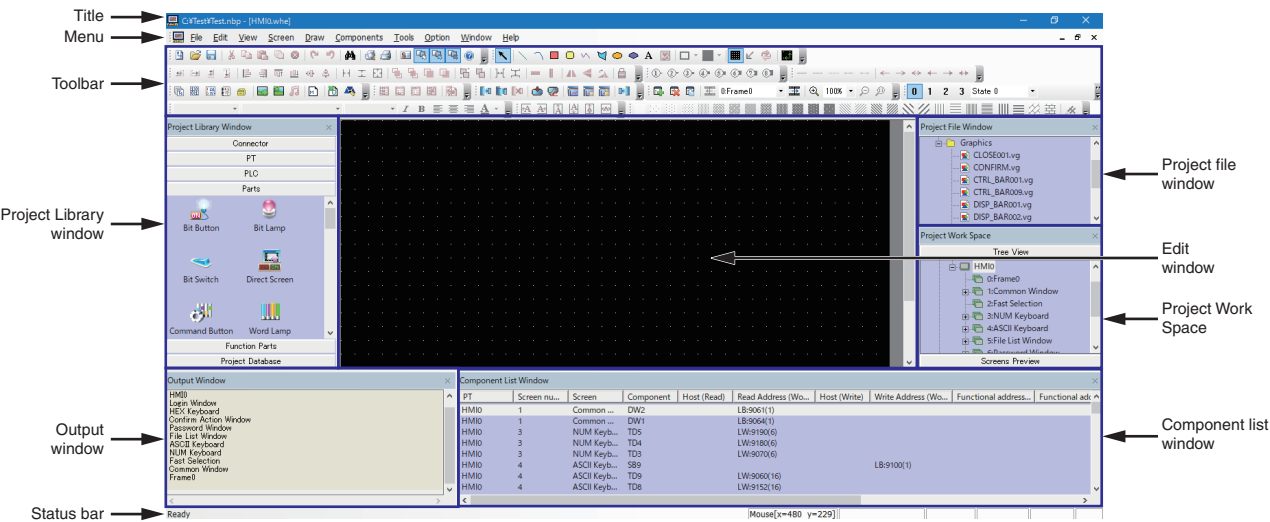 Title
C:¥Test¥Test.nbp - [HMI0.whe]
Menu
File Edit View Screen Draw Components Tools Option Window Help
Toolbar
A
0:Frame0 100% 0 1 2 3 State 0
I B A
Project Library Window
Connector
PT
PLC
Parts
Project Library window
Bit Button Bit Lamp
Bit Switch Direct Screen
Command Button Word Lamp
Function Parts
Project Database
Project File Window
Graphics
CLOSE001.vg
CONFIRM.vg
CTRL_BAR001.vg
CTRL_BAR009.vg
DISP_BAR001.vg
DISP_BAR002.vg
Project file
window
Edit
window
Project Work Space
Tree View
HMI0
0:Frame0
1:Common Window
2:Fast Selection
3:NUM Keyboard
4:ASCII Keyboard
5:File List Window
6:Password Window
Screens Preview
Project Work
Space
Output Window
HMI0
Login Window
HEX Keyboard
Confirm Action Window
Password Window
File List Window
ASCII Keyboard
NUM Keyboard
Fast Selection
Common Window
Frame0
Output
window
Component List Window
PT Screen nu... Screen Component Host (Read) Read Address (Wo... Host (Write) Write Address (Wo... Functional address... Functional adc
HMI0 1 Common ... DW2 LB:9061(1)
HMI0 1 Common ... DW1 LB:9064(1)
HMI0 3 NUM Keyb... TD5 LW:9190(6)
HMI0 3 NUM Keyb... TD4 LW:9180(6)
HMI0 3 NUM Keyb... TD3 LW:9070(6)
HMI0 4 ASCII Keyb... SB9 LB:9100(1)
HMI0 4 ASCII Keyb... TD9 LW:9060(16)
HMI0 4 ASCII Keyb... TD8 LW:9152(16)
Component list
window
Status bar
Ready
Mouse[x=480 y=229]